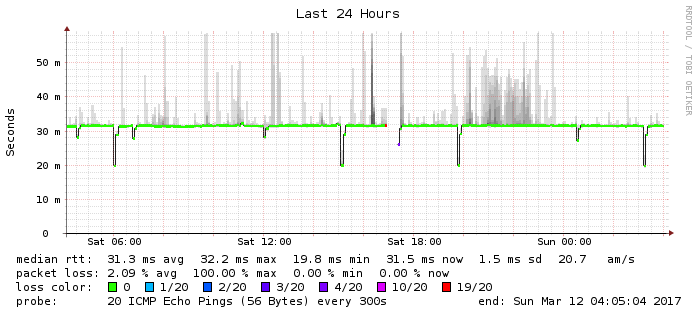 Last 24 Hours
RRDTOOL / TOBI OETIKER
Seconds
50 m
40 m
30 m
20 m
10 m
0
Sat 06:00 Sat 12:00 Sat 18:00 Sun 00:00
median rtt: 31.3 ms avg 32.2 ms max 19.8 ms min 31.5 ms now 1.5 ms sd 20.7 am/s
packet loss: 2.09 % avg 100.00 % max 0.00 % min 0.00 % now
loss color: 0 1/20 2/20 3/20 4/20 10/20 19/20
probe: 20 ICMP Echo Pings (56 Bytes) every 300s end: Sun Mar 12 04:05:04 2017